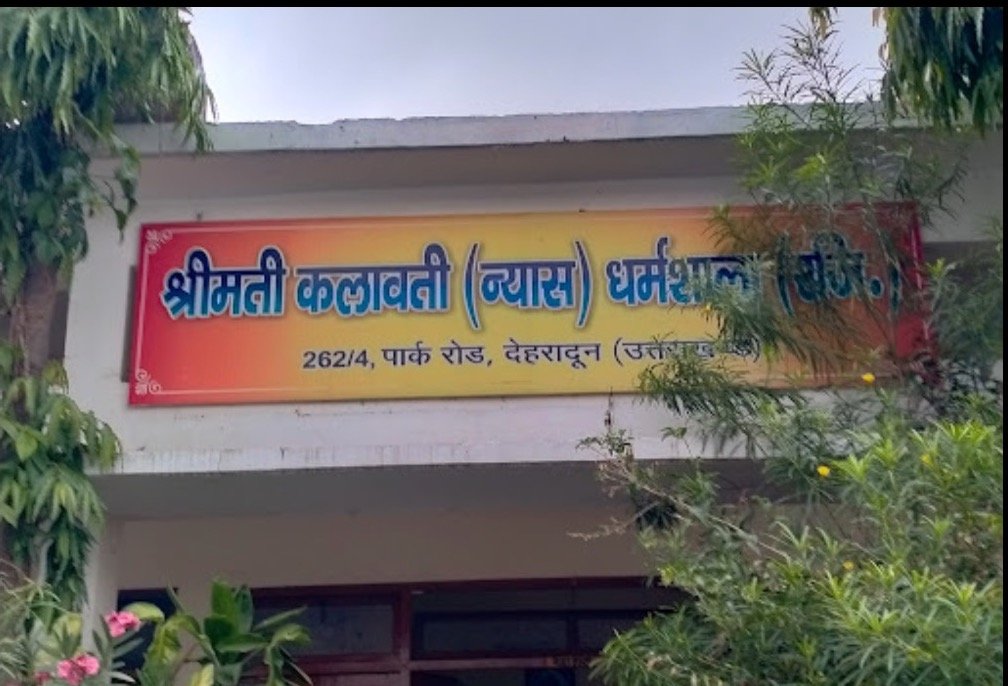 श्रीमती कलावती (न्यास) धर्मशाला (रजि.)
262/4, पार्क रोड, देहरादून (उत्तराखण्ड)